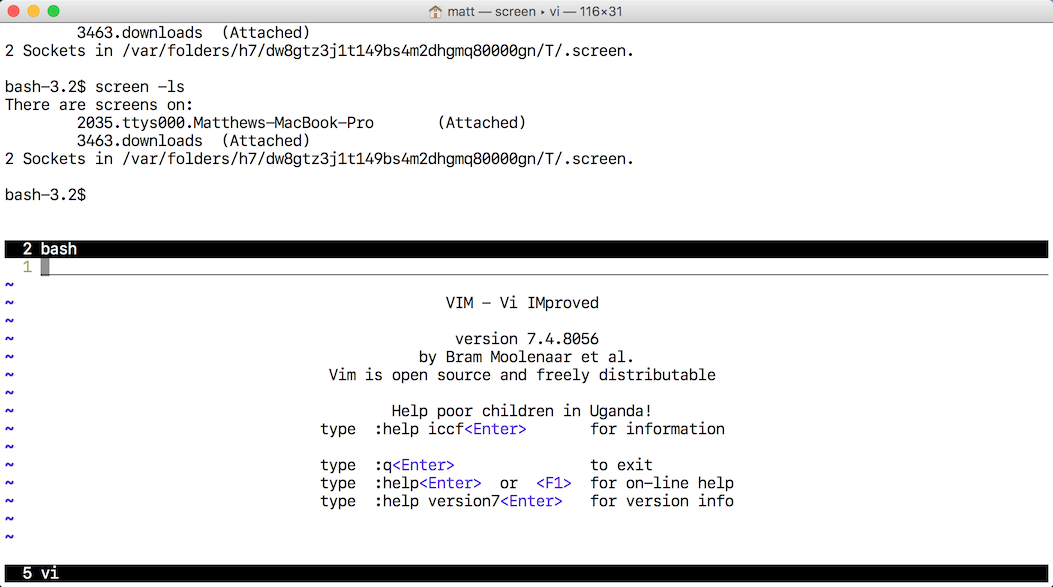 matt — screen ▸ vi — 116×31
3463.downloads (Attached)
2 Sockets in /var/folders/h7/dw8gtz3j1t149bs4m2dhgmq80000gn/T/.screen.
bash-3.2$ screen -ls
There are screens on:
2035.ttys000.Matthews-MacBook-Pro (Attached)
3463.downloads (Attached)
2 Sockets in /var/folders/h7/dw8gtz3j1t149bs4m2dhgmq80000gn/T/.screen.
bash-3.2$
2 bash
1
~
~ VIM - Vi IMproved
~
~ version 7.4.8056
~ by Bram Moolenaar et al.
~ Vim is open source and freely distributable
~
~ Help poor children in Uganda!
~ type :help iccf<Enter> for information
~
~ type :q<Enter> to exit
~ type :help<Enter> or <F1> for on-line help
~ type :help version7<Enter> for version info
~
~
5 vi